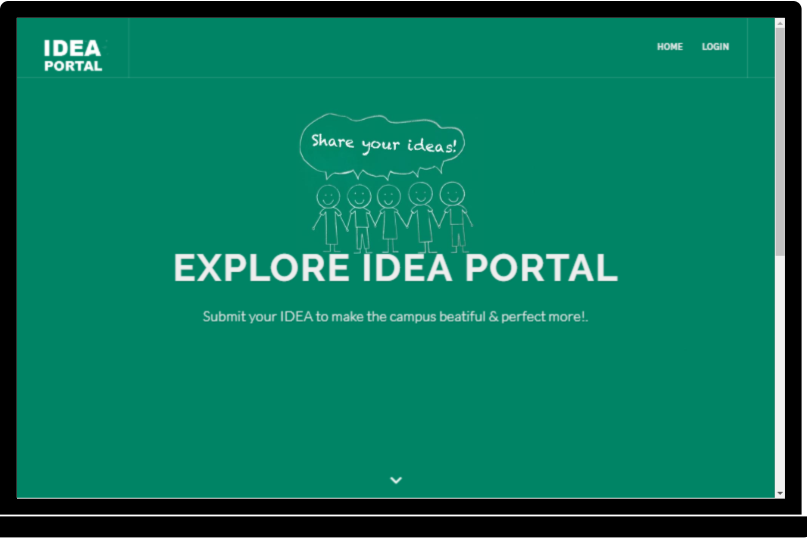 IDEA
PORTAL
HOME LOGIN
Share your ideas!
EXPLORE IDEA PORTAL
Submit your IDEA to make the campus beatiful & perfect more!.